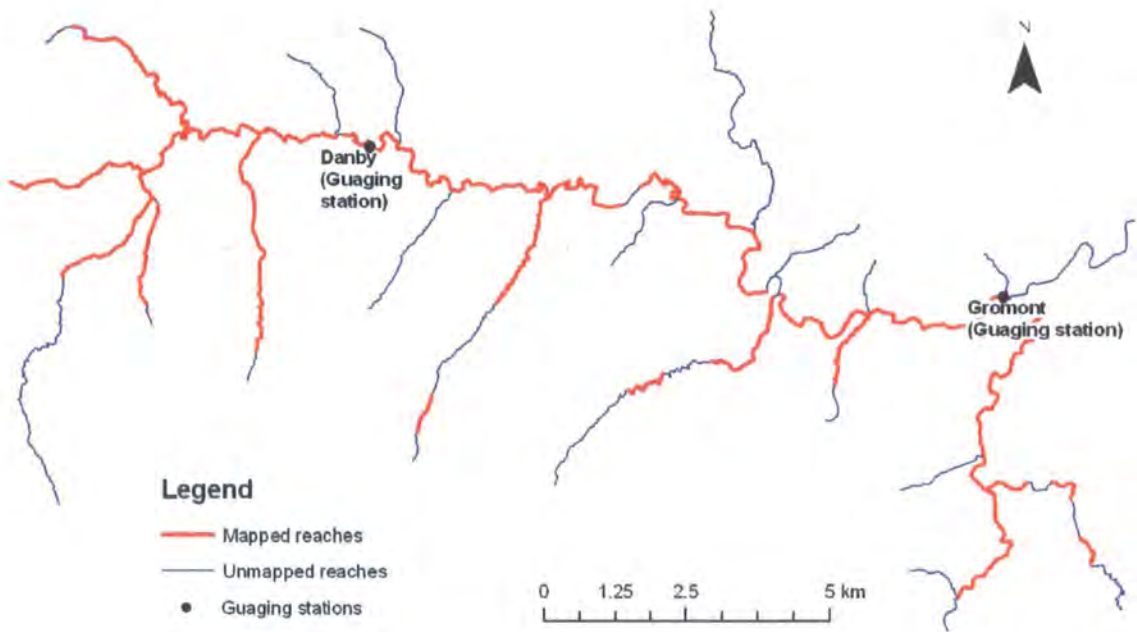 N
Danby
(Guaging
station)
Gromont
(Guaging station)
Legend
Mapped reaches
Unmapped reaches
Guaging stations
0 1.25 2.5 5 km